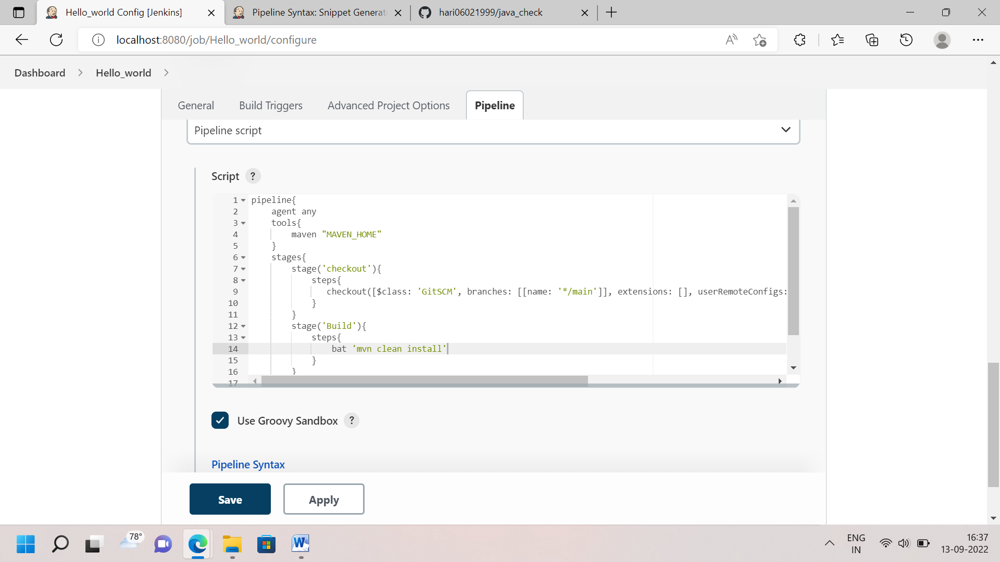 Hello_world Config [Jenkins]
Pipeline Syntax: Snippet Generat
hari06021999/java_check
localhost:8080/job/Hello_world/configure
Dashboard
Hello_world
General
Build Triggers
Advanced Project Options
Pipeline
Pipeline script
Script ?
1 pipeline{
2 agent any
3 tools{
4 maven "MAVEN_HOME"
5 }
6 stages{
7 stage('checkout'){
8 steps{
9 checkout([$class: 'GitSCM', branches: [[name: '*/main']], extensions: [], userRemoteConfigs:
10 }
11 }
12 stage('Build'){
13 steps{
14 bat 'mvn clean install'
15 }
16 }
17
Use Groovy Sandbox ?
Pipeline Syntax
Save
Apply
78°
W
ENG
IN
16:37
13-09-2022